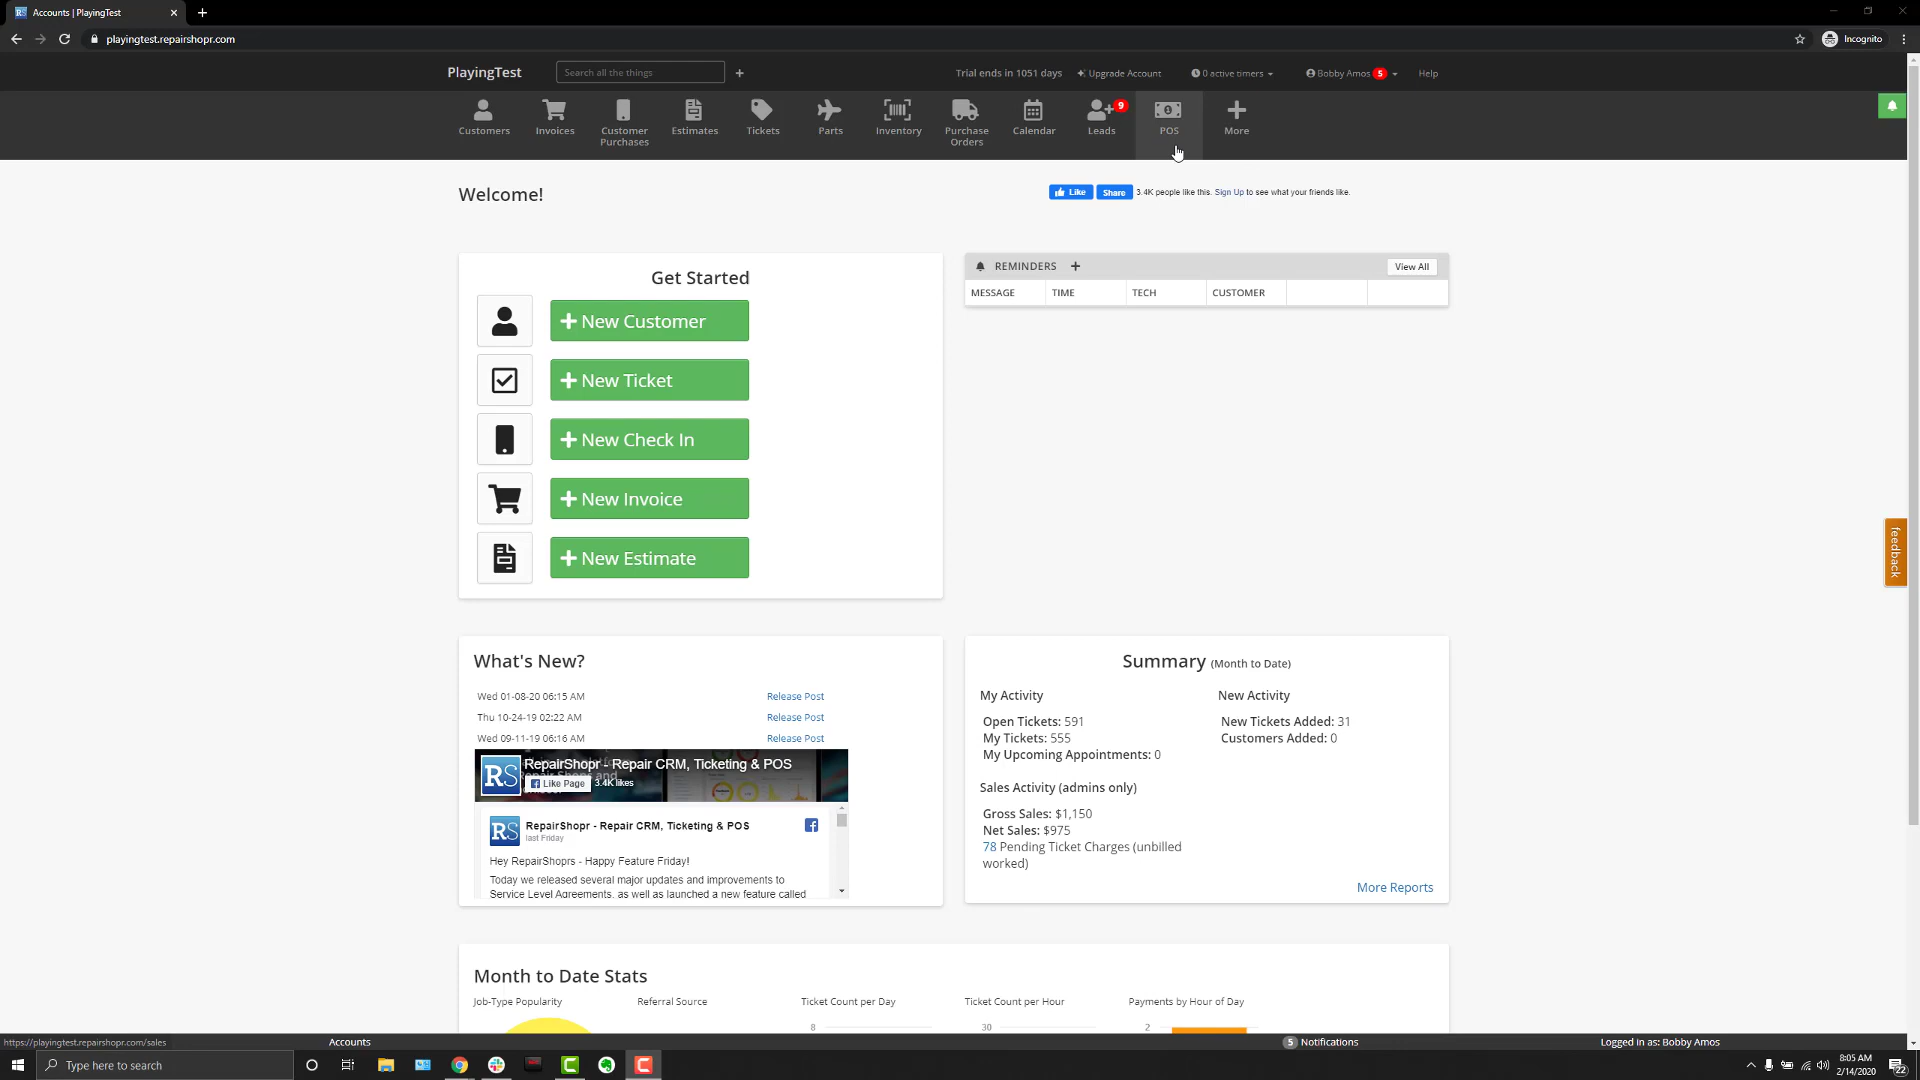 Accounts | PlayingTest
playingtest.repairshopr.com
Incognito
PlayingTest
Search all the things
Trial ends in 1051 days
Upgrade Account
0 active timers
Bobby Amos 5
Help
Customers
Invoices
Customer Purchases
Estimates
Tickets
Parts
Inventory
Purchase Orders
Calendar
9
Leads
POS
More
Welcome!
Like
Share
3.4K people like this. Sign Up to see what your friends like.
Get Started
New Customer
New Ticket
New Check In
New Invoice
New Estimate
REMINDERS
View All
MESSAGE TIME TECH CUSTOMER
feedback
What's New?
Wed 01-08-20 06:15 AM Release Post
Thu 10-24-19 02:22 AM Release Post
Wed 09-11-19 06:16 AM Release Post
RS
RepairShopr - Repair CRM, Ticketing & POS
Like Page
3.4K likes
RS
RepairShopr - Repair CRM, Ticketing & POS
last Friday
Hey RepairShoprs - Happy Feature Friday!
Today we released several major updates and improvements to
Service Level Agreements, as well as launched a new feature called
Summary (Month to Date)
My Activity
Open Tickets: 591
My Tickets: 555
My Upcoming Appointments: 0
New Activity
New Tickets Added: 31
Customers Added: 0
Sales Activity (admins only)
Gross Sales: $1,150
Net Sales: $975
78 Pending Ticket Charges (unbilled
worked)
More Reports
Month to Date Stats
Job-Type Popularity
Referral Source
Ticket Count per Day
Ticket Count per Hour
Payments by Hour of Day
8
30
2
https://playingtest.repairshopr.com/sales
Accounts
5 Notifications
Logged in as: Bobby Amos
Type here to search
8:05 AM
2/14/2020
22